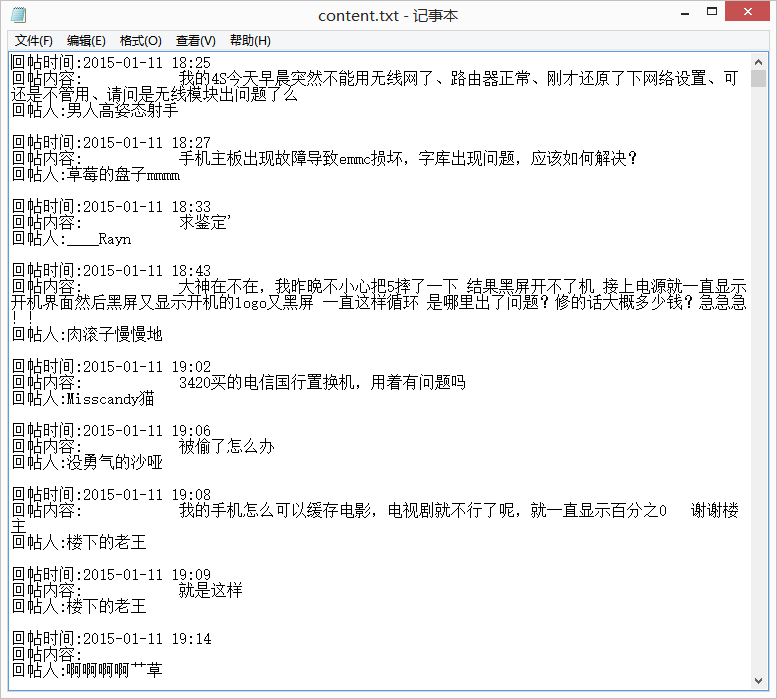 content.txt - 记事本
文件(F) 编辑(E) 格式(O) 查看(V) 帮助(H)
回帖时间:2015-01-11 18:25
回帖内容:            我的4S今天早晨突然不能用无线网了、路由器正常、刚才还原了下网络设置、可
还是不管用、请问是无线模块出问题了么
回帖人:男人高姿态射手
回帖时间:2015-01-11 18:27
回帖内容:            手机主板出现故障导致emmc损坏，字库出现问题，应该如何解决？
回帖人:草莓的盘子mmmm
回帖时间:2015-01-11 18:33
回帖内容:            求鉴定'
回帖人:____Rayn
回帖时间:2015-01-11 18:43
回帖内容:            大神在不在，我昨晚不小心把5摔了一下 结果黑屏开不了机 接上电源就一直显示
开机界面然后黑屏又显示开机的logo又黑屏 一直这样循环 是哪里出了问题？修的话大概多少钱？急急急
！！
回帖人:肉滚子慢慢地
回帖时间:2015-01-11 19:02
回帖内容:            3420买的电信国行置换机，用着有问题吗
回帖人:Misscandy猫
回帖时间:2015-01-11 19:06
回帖内容:            被偷了怎么办
回帖人:没勇气的沙哑
回帖时间:2015-01-11 19:08
回帖内容:            我的手机怎么可以缓存电影，电视剧就不行了呢，就一直显示百分之0   谢谢楼
主
回帖人:楼下的老王
回帖时间:2015-01-11 19:09
回帖内容:            就是这样
回帖人:楼下的老王
回帖时间:2015-01-11 19:14
回帖内容:
回帖人:啊啊啊啊艹草